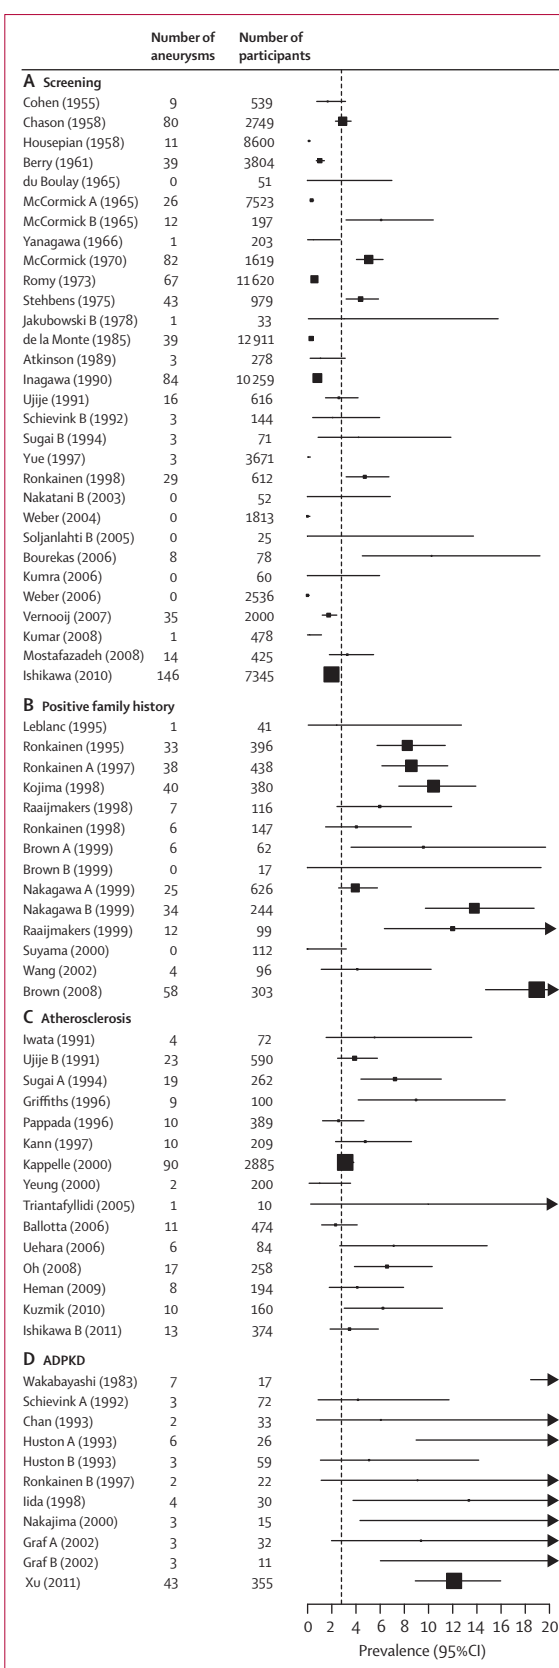 Number of aneurysms Number of participants
A Screening
Cohen (1955) 9 539
Chason (1958) 80 2749
Housepian (1958) 11 8600
Berry (1961) 39 3804
du Boulay (1965) 0 51
McCormick A (1965) 26 7523
McCormick B (1965) 12 197
Yanagawa (1966) 1 203
McCormick (1970) 82 1619
Romy (1973) 67 11 620
Stehbens (1975) 43 979
Jakubowski B (1978) 1 33
de la Monte (1985) 39 12 911
Atkinson (1989) 3 278
Inagawa (1990) 84 10 259
Ujije (1991) 16 616
Schievink B (1992) 3 144
Sugai B (1994) 3 71
Yue (1997) 3 3671
Ronkainen (1998) 29 612
Nakatani B (2003) 0 52
Weber (2004) 0 1813
Soljanlahti B (2005) 0 25
Bourekas (2006) 8 78
Kumra (2006) 0 60
Weber (2006) 0 2536
Vernooij (2007) 35 2000
Kumar (2008) 1 478
Mostafazadeh (2008) 14 425
Ishikawa (2010) 146 7345
B Positive family history
Leblanc (1995) 1 41
Ronkainen (1995) 33 396
Ronkainen A (1997) 38 438
Kojima (1998) 40 380
Raaijmakers (1998) 7 116
Ronkainen (1998) 6 147
Brown A (1999) 6 62
Brown B (1999) 0 17
Nakagawa A (1999) 25 626
Nakagawa B (1999) 34 244
Raaijmakers (1999) 12 99
Suyama (2000) 0 112
Wang (2002) 4 96
Brown (2008) 58 303
C Atherosclerosis
Iwata (1991) 4 72
Ujije B (1991) 23 590
Sugai A (1994) 19 262
Griffiths (1996) 9 100
Pappada (1996) 10 389
Kann (1997) 10 209
Kappelle (2000) 90 2885
Yeung (2000) 2 200
Triantafyllidi (2005) 1 10
Ballotta (2006) 11 474
Uehara (2006) 6 84
Oh (2008) 17 258
Heman (2009) 8 194
Kuzmik (2010) 10 160
Ishikawa B (2011) 13 374
D ADPKD
Wakabayashi (1983) 7 17
Schievink A (1992) 3 72
Chan (1993) 2 33
Huston A (1993) 6 26
Huston B (1993) 3 59
Ronkainen B (1997) 2 22
Iida (1998) 4 30
Nakajima (2000) 3 15
Graf A (2002) 3 32
Graf B (2002) 3 11
Xu (2011) 43 355
0 2 4 6 8 10 12 14 16 18 20
Prevalence (95%CI)